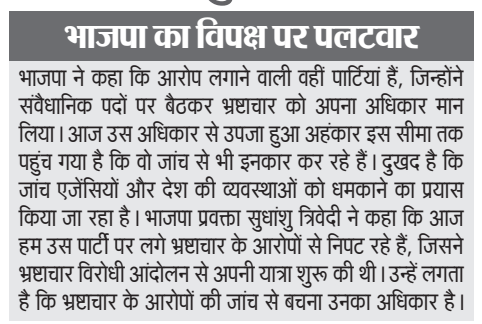 भाजपा का विपक्ष पर पलटवार
भाजपा ने कहा कि आरोप लगाने वाली वहीं पार्टियां हैं, जिन्होंने
संवैधानिक पदों पर बैठकर भ्रष्टाचार को अपना अधिकार मान
लिया। आज उस अधिकार से उपजा हुआ अहंकार इस सीमा तक
पहुंच गया है कि वो जांच से भी इनकार कर रहे हैं। दुखद है कि
जांच एजेंसियों और देश की व्यवस्थाओं को धमकाने का प्रयास
किया जा रहा है। भाजपा प्रवक्ता सुधांशु त्रिवेदी ने कहा कि आज
हम उस पार्टी पर लगे भ्रष्टाचार के आरोपों से निपट रहे हैं, जिसने
भ्रष्टाचार विरोधी आंदोलन से अपनी यात्रा शुरू की थी। उन्हें लगता
है कि भ्रष्टाचार के आरोपों की जांच से बचना उनका अधिकार है।